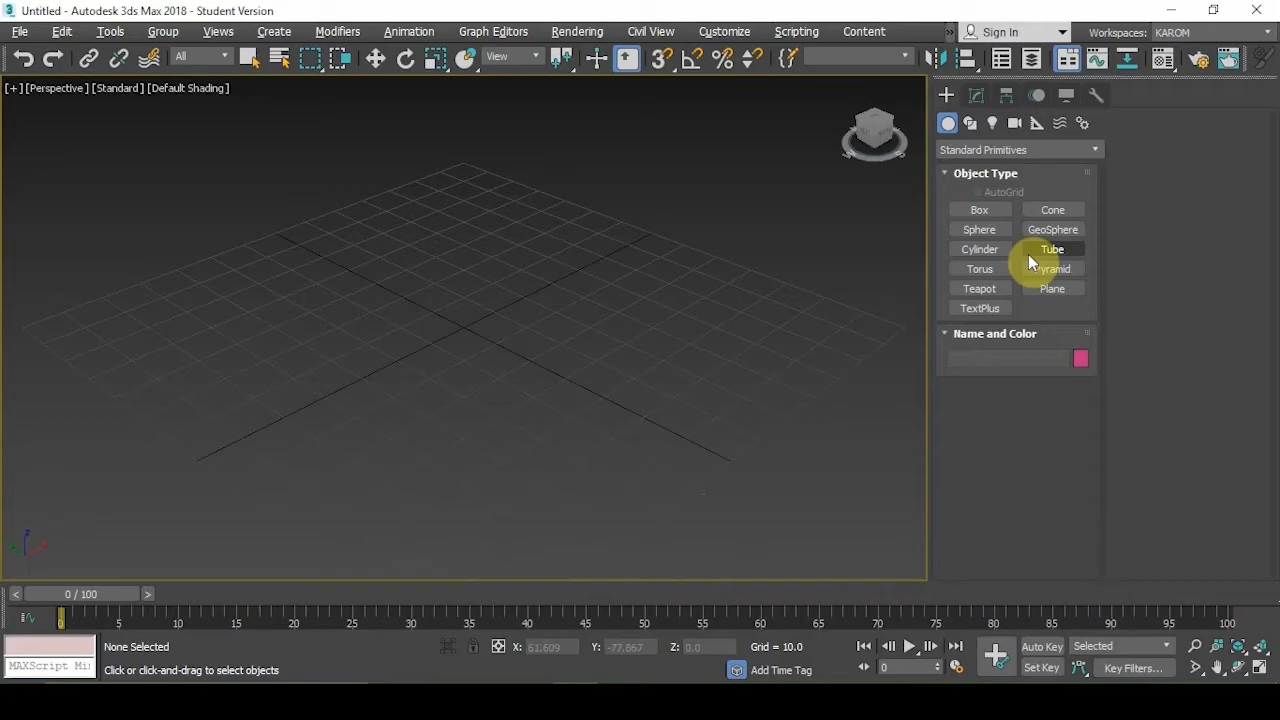 Untitled - Autodesk 3ds Max 2018 - Student Version
File Edit Tools Group Views Create Modifiers Animation Graph Editors Rendering Civil View Customize Scripting Content » Sign In Workspaces: KAROM
All View
[+] [Perspective] [Standard] [Default Shading]
Standard Primitives
Object Type
AutoGrid
Box Cone
Sphere GeoSphere
Cylinder Tube
Torus Pyramid
Teapot Plane
TextPlus
Name and Color
< 0 / 100 >
0 5 10 15 20 25 30 35 40 45 50 55 60 65 70 75 80 85 90 95 100
None Selected X: 61.609 Y: -77.867 Z: 0.0 Grid = 10.0 Auto Key Selected
MAXScript Mi Click or click-and-drag to select objects Add Time Tag 0 Set Key Key Filters...